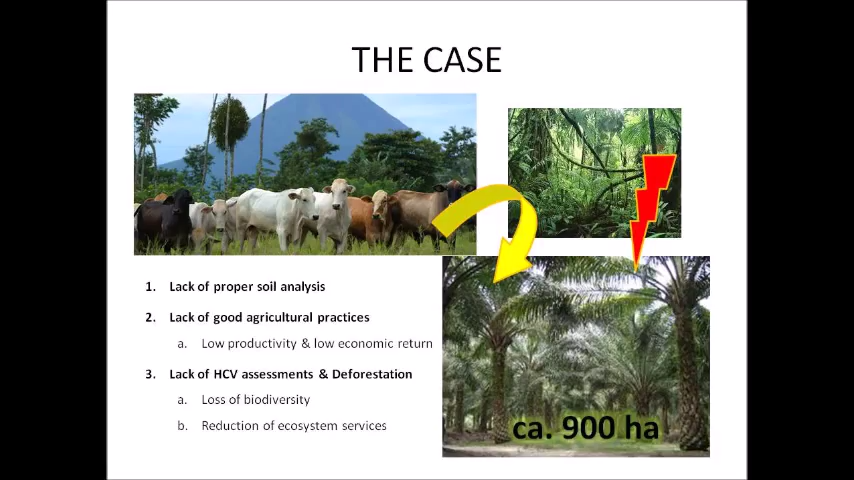 THE CASE
1. Lack of proper soil analysis
2. Lack of good agricultural practices
a. Low productivity & low economic return
3. Lack of HCV assessments & Deforestation
a. Loss of biodiversity
b. Reduction of ecosystem services
ca. 900 ha